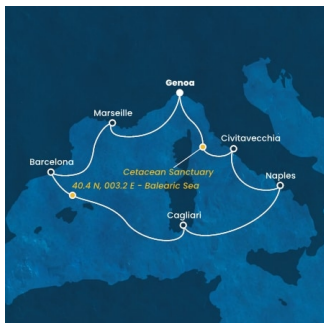 Genoa
Marseille
Civitavecchia
Barcelona
Cetacean Sanctuary
Naples
40.4 N, 003.2 E - Balearic Sea
Cagliari